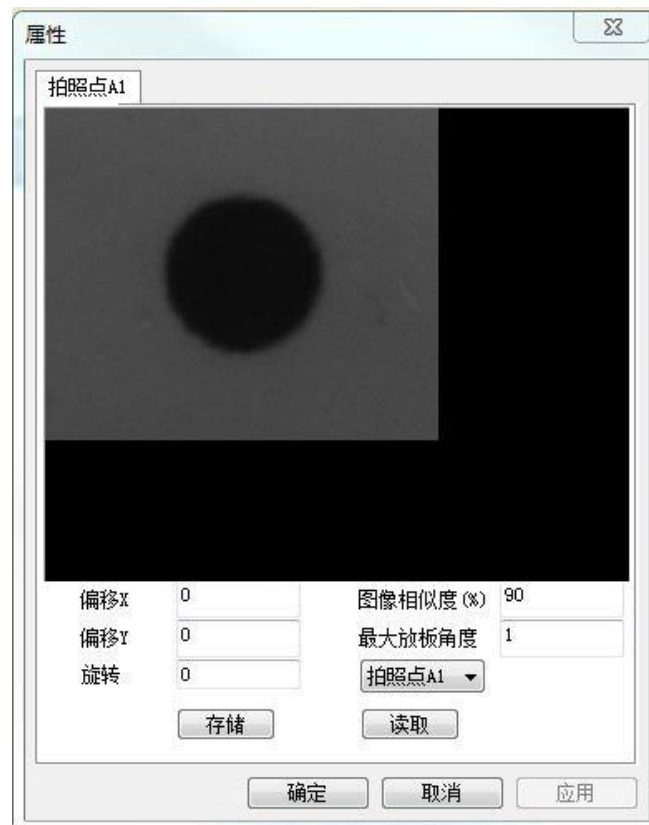 属性
拍照点A1
偏移X 0 图像相似度(%) 90
偏移Y 0 最大放板角度 1
旋转 0 拍照点A1
存储 读取
确定 取消 应用